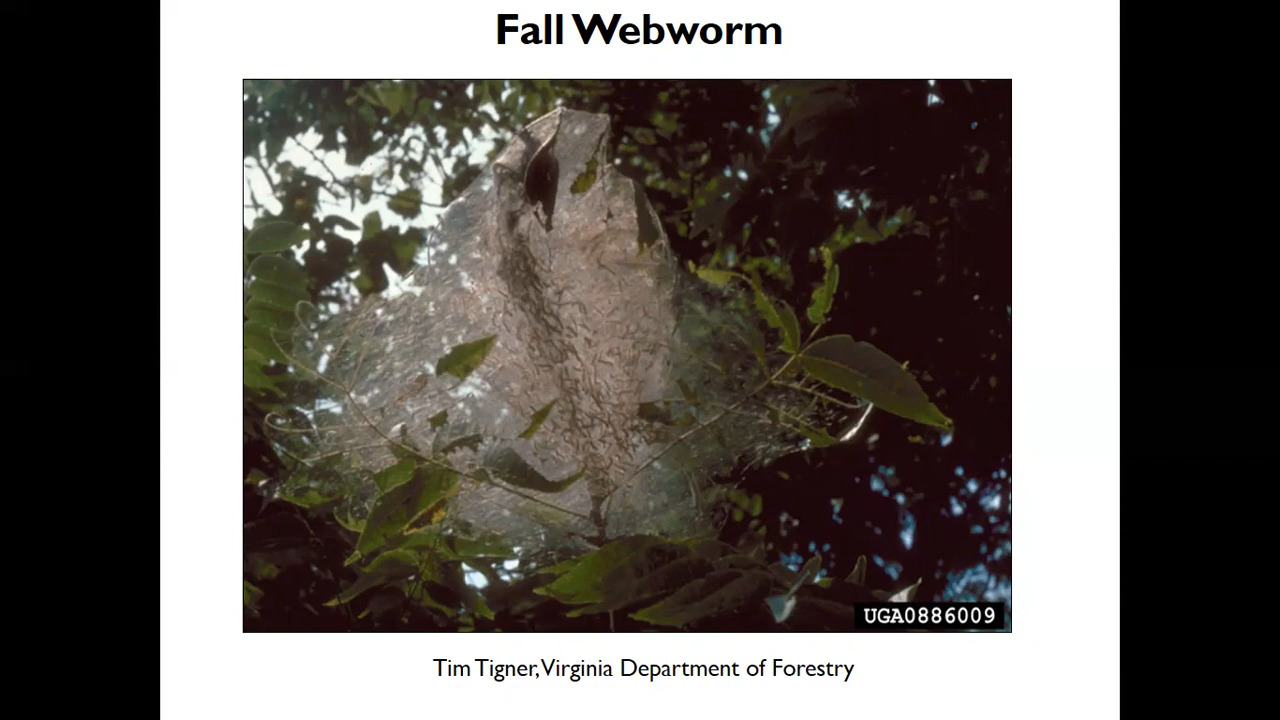 Fall Webworm
UGA0886009
Tim Tigner, Virginia Department of Forestry